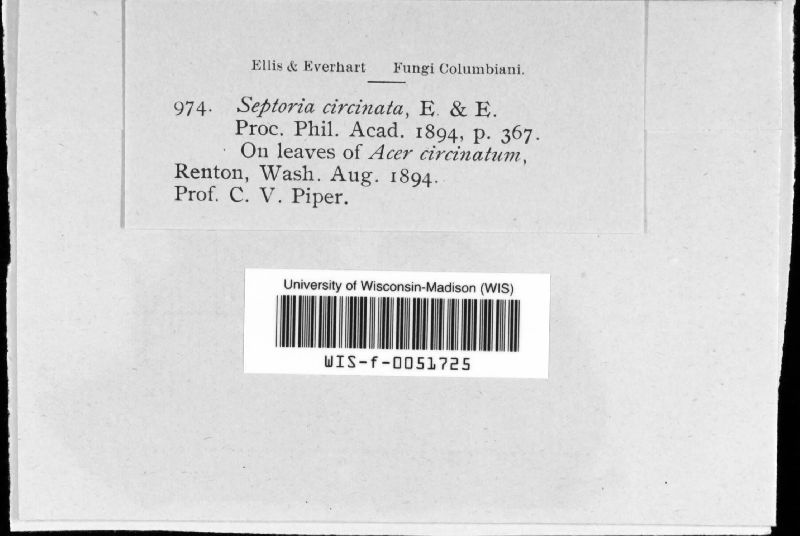 Ellis & Everhart Fungi Columbiani.
974. Septoria circinata, E. & E.
Proc. Phil. Acad. 1894, p. 367.
On leaves of Acer circinatum,
Renton, Wash. Aug. 1894.
Prof. C. V. Piper.
University of Wisconsin-Madison (WIS)
WIS-f-0051725